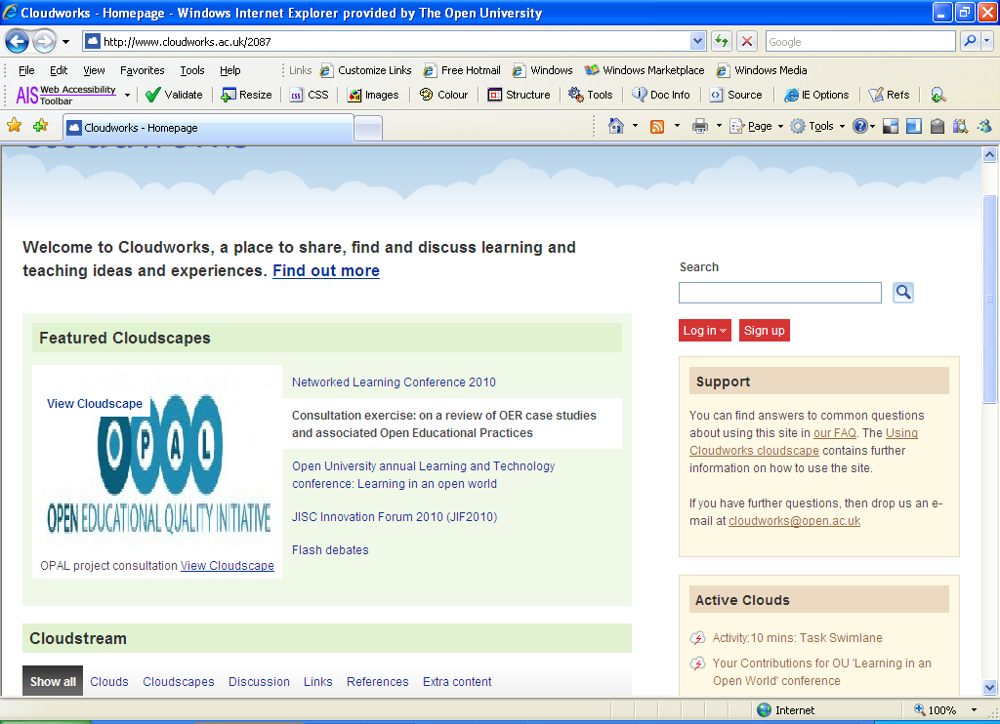 Cloudworks - Homepage - Windows Internet Explorer provided by The Open University
http://www.cloudworks.ac.uk/2087
Google
File Edit View Favorites Tools Help
Links Customize Links Free Hotmail Windows Windows Marketplace Windows Media
AIS Web Accessibility Toolbar Validate Resize CSS Images Colour Structure Tools Doc Info Source IE Options Refs
Cloudworks - Homepage
Page Tools
Welcome to Cloudworks, a place to share, find and discuss learning and
teaching ideas and experiences. Find out more
Search
Log in Sign up
Featured Cloudscapes
View Cloudscape
OPAL
OPEN EDUCATIONAL QUALITY INITIATIVE
OPAL project consultation View Cloudscape
Networked Learning Conference 2010
Consultation exercise: on a review of OER case studies
and associated Open Educational Practices
Open University annual Learning and Technology
conference: Learning in an open world
JISC Innovation Forum 2010 (JIF2010)
Flash debates
Support
You can find answers to common questions
about using this site in our FAQ. The Using
Cloudworks cloudscape contains further
information on how to use the site.
If you have further questions, then drop us an e-
mail at cloudworks@open.ac.uk
Cloudstream
Show all Clouds Cloudscapes Discussion Links References Extra content
Active Clouds
Activity:10 mins: Task Swimlane
Your Contributions for OU 'Learning in an
Open World' conference
Internet
100%